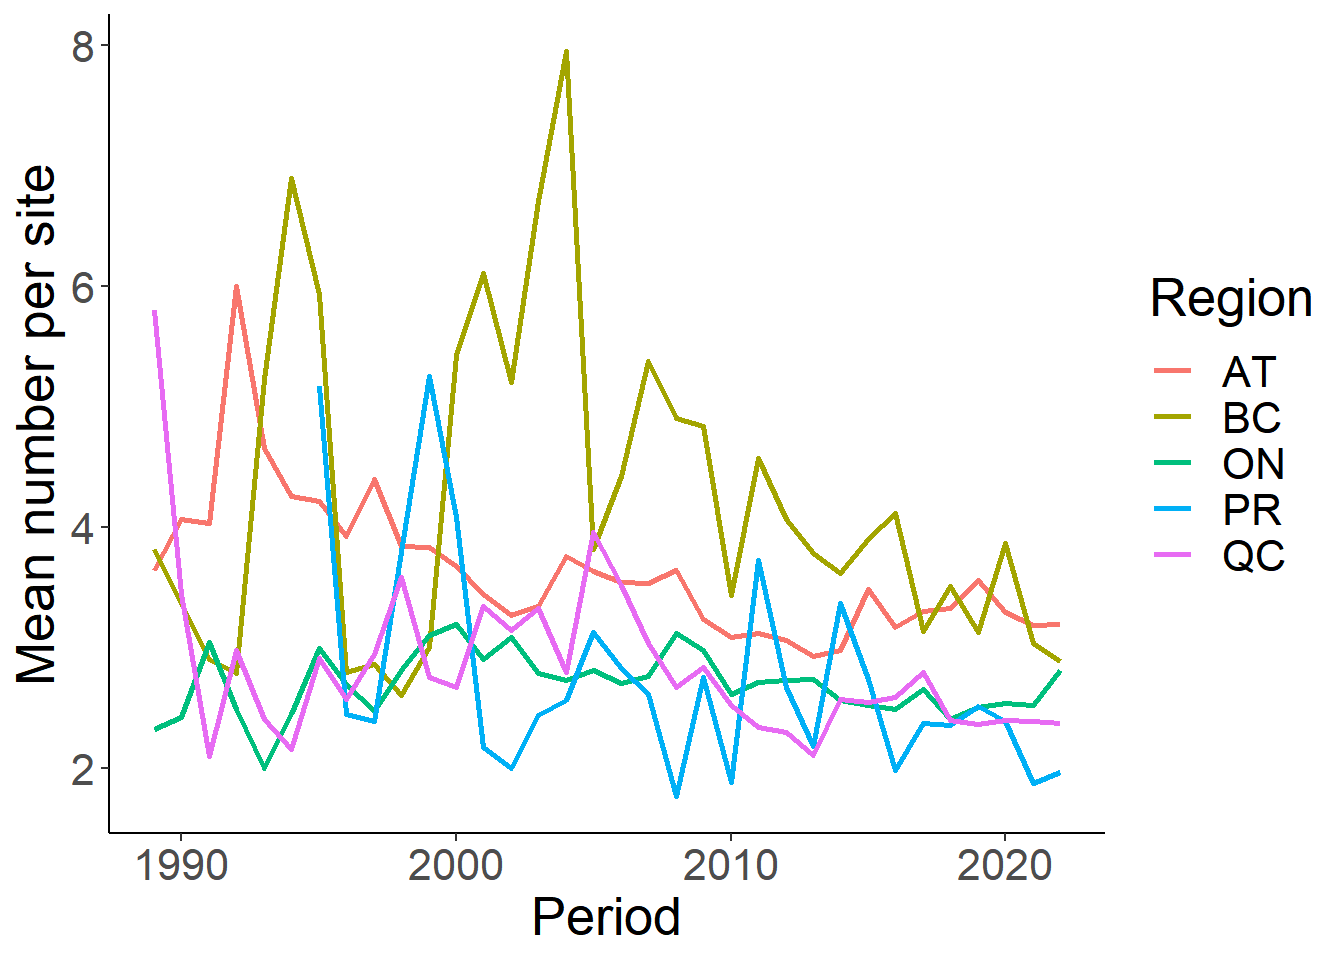 Mean number per site
8
6
4
2
1990
2000
2010
2020
Period
Region
AT
BC
ON
PR
QC